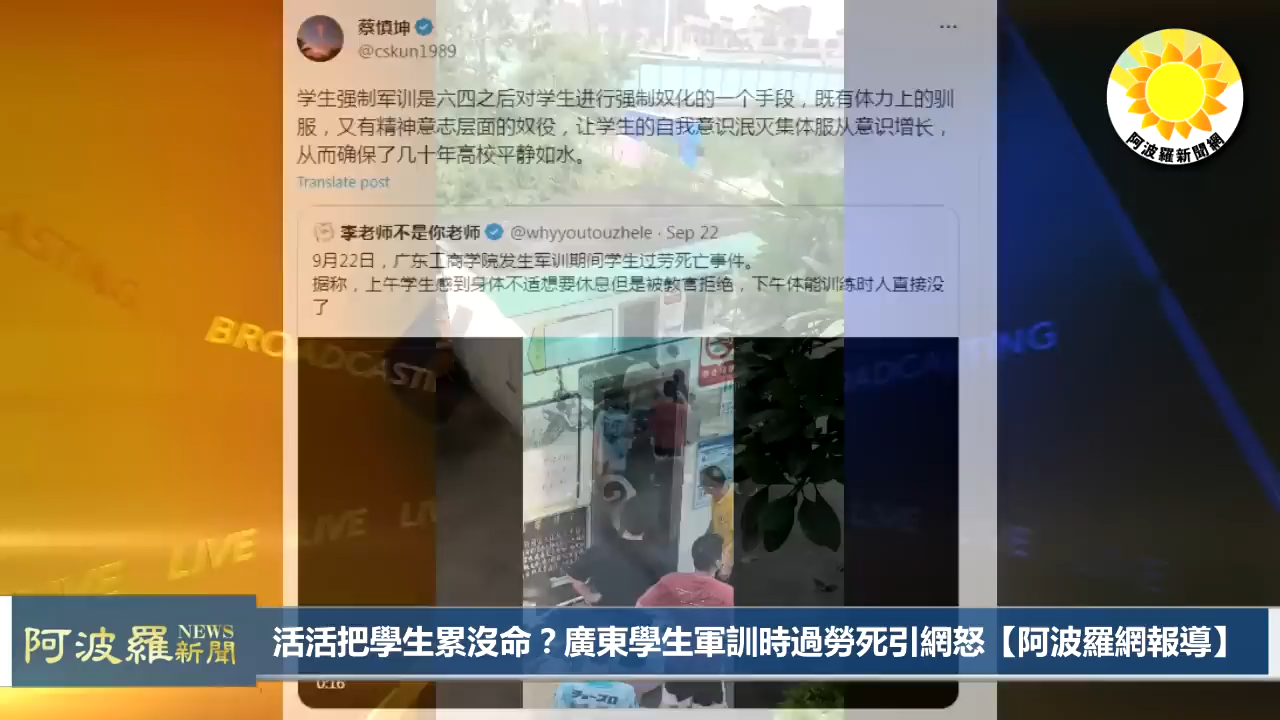 蔡慎坤
@cskun1989
学生强制军训是六四之后对学生进行强制奴化的一个手段，既有体力上的驯
服，又有精神意志层面的奴役，让学生的自我意识泯灭集体服从意识增长，
从而确保了几十年高校平静如水。
Translate post
李老师不是你老师 @whyyoutouzhele · Sep 22
9月22日，广东工商学院发生军训期间学生过劳死亡事件。
据称，上午学生感到身体不适想要休息但是被教官拒绝，下午体能训练时人直接没
了
阿波羅新聞網
BROADCASTING
LIVE
LIVE
阿波羅 NEWS 新聞
活活把學生累沒命？廣東學生軍訓時過勞死引網怒【阿波羅網報導】
0:16